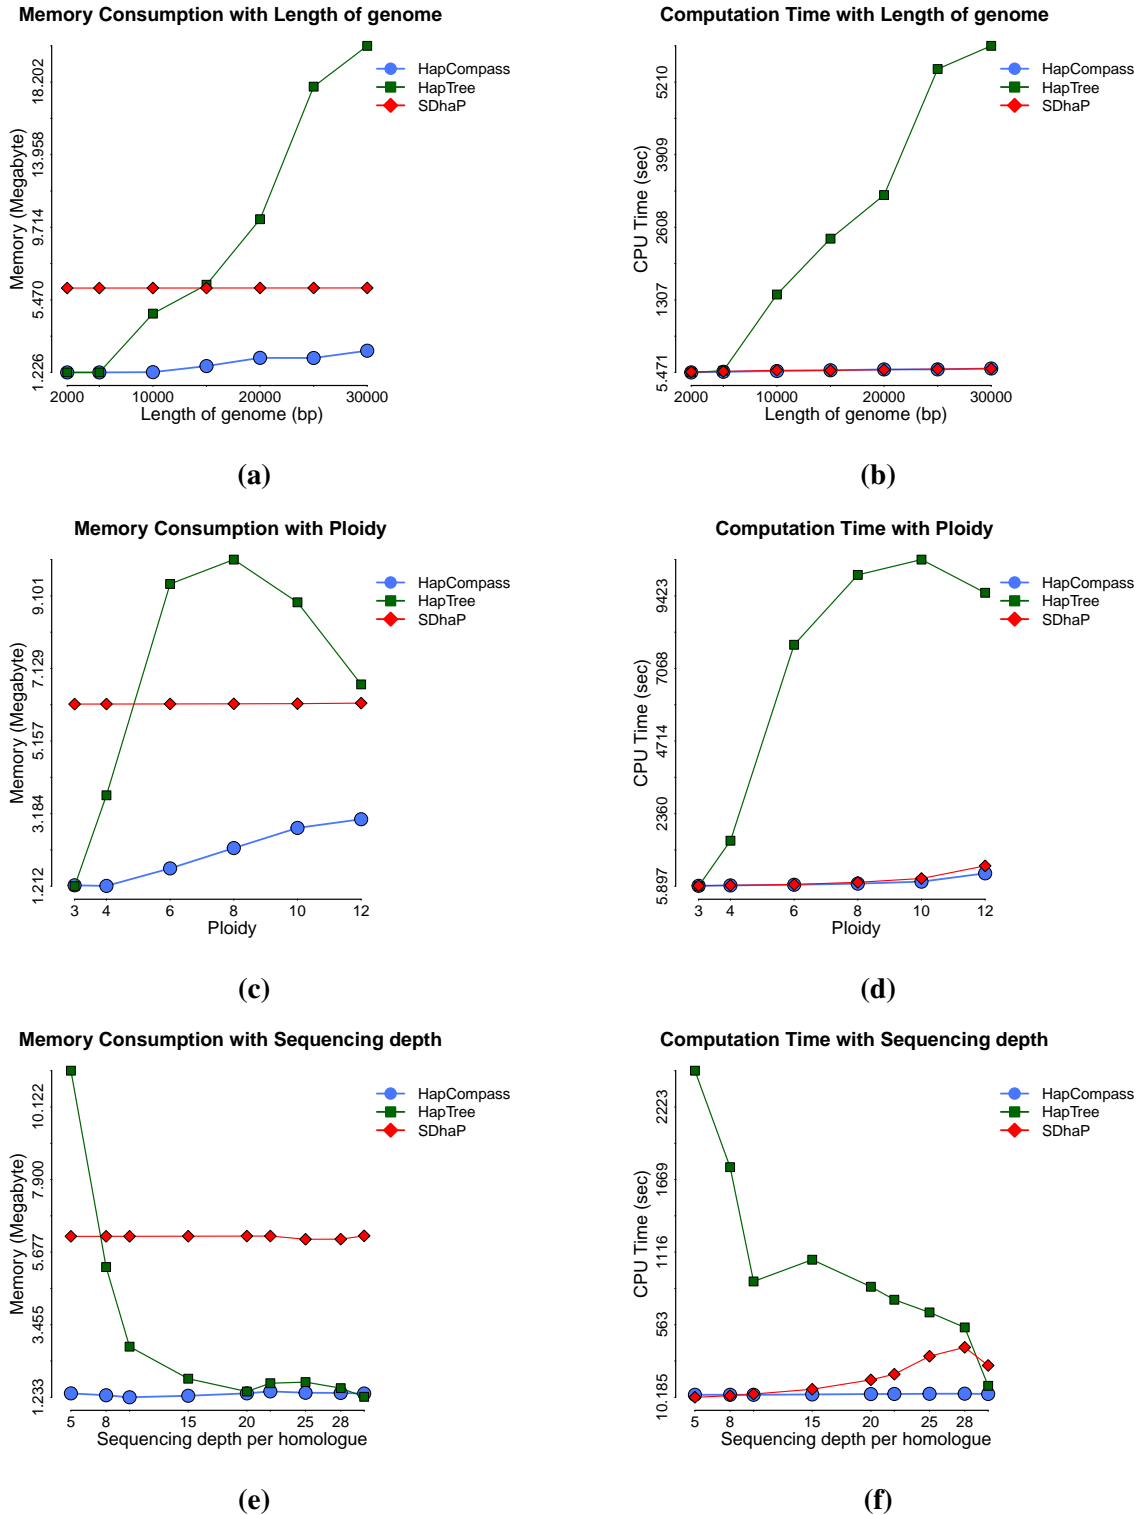 Memory Consumption with Length of genome
Memory (Megabyte)
1.226 5.470 9.714 13.958 18.202
2000 10000 20000 30000
Length of genome (bp)
HapCompass
HapTree
SDhaP
(a)
Computation Time with Length of genome
CPU Time (sec)
5.471 1307 2608 3909 5210
2000 10000 20000 30000
Length of genome (bp)
HapCompass
HapTree
SDhaP
(b)
Memory Consumption with Ploidy
Memory (Megabyte)
1.212 3.184 5.157 7.129 9.101
3 4 6 8 10 12
Ploidy
HapCompass
HapTree
SDhaP
(c)
Computation Time with Ploidy
CPU Time (sec)
5.897 2360 4714 7068 9423
3 4 6 8 10 12
Ploidy
HapCompass
HapTree
SDhaP
(d)
Memory Consumption with Sequencing depth
Memory (Megabyte)
1.233 3.455 5.677 7.900 10.122
5 8 15 20 25 28
Sequencing depth per homologue
HapCompass
HapTree
SDhaP
(e)
Computation Time with Sequencing depth
CPU Time (sec)
10.185 563 1116 1669 2223
5 8 15 20 25 28
Sequencing depth per homologue
HapCompass
HapTree
SDhaP
(f)